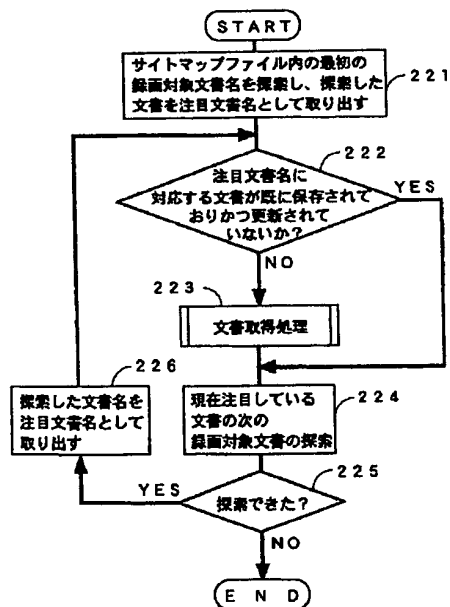 START
サイトマップファイル内の最初の
録画対象文書名を探索し、探索した
文書を注目文書名として取り出す
221
222
注目文書名に
対応する文書が既に保存されて
おりかつ更新されて
いないか?
YES
NO
223
文書取得処理
226
探索した文書名を
注目文書名として
取り出す
224
現在注目している
文書の次の
録画対象文書の探索
225
YES
探索できた?
NO
END